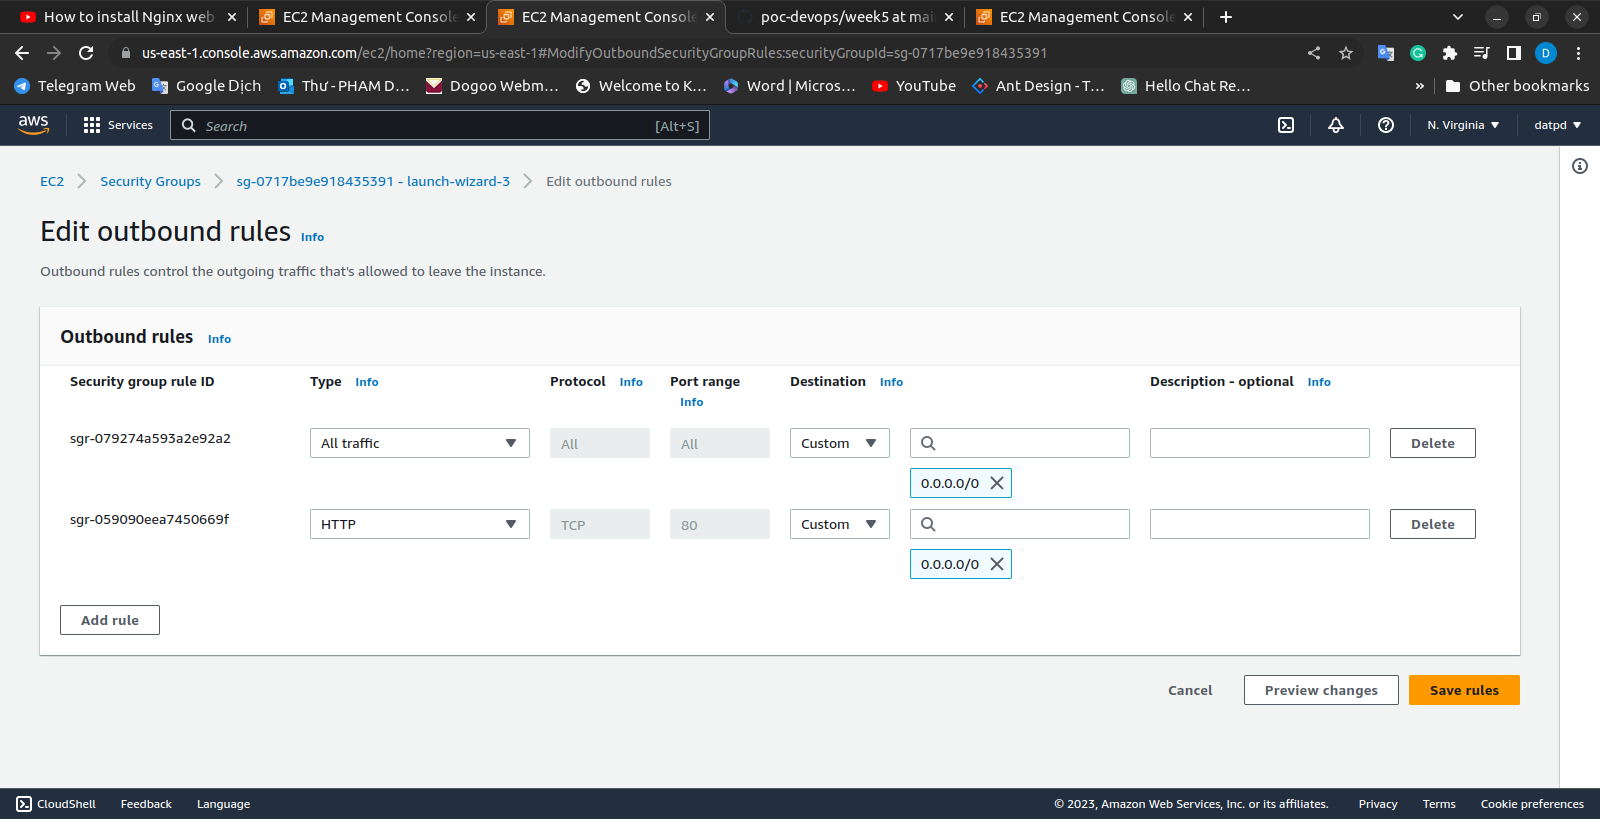 How to install Nginx web
EC2 Management Console
EC2 Management Console
poc-devops/week5 at mai
EC2 Management Console
us-east-1.console.aws.amazon.com/ec2/home?region=us-east-1#ModifyOutboundSecurityGroupRules:securityGroupId=sg-0717be9e918435391
D
Telegram Web
Google Dịch
Thư - PHAM D...
Dogoo Webm...
Welcome to K...
Word | Micros...
YouTube
Ant Design - T...
Hello Chat Re...
»
Other bookmarks
aws
Services
Search
[Alt+S]
N. Virginia
datpd
EC2
Security Groups
sg-0717be9e918435391 - launch-wizard-3
Edit outbound rules
Edit outbound rules Info
Outbound rules control the outgoing traffic that's allowed to leave the instance.
Outbound rules Info
Security group rule ID
Type Info
Protocol Info
Port range
Info
Destination Info
Description - optional Info
sgr-079274a593a2e92a2
All traffic
All
All
Custom
Delete
0.0.0.0/0
sgr-059090eea7450669f
HTTP
TCP
80
Custom
Delete
0.0.0.0/0
Add rule
Cancel
Preview changes
Save rules
CloudShell
Feedback
Language
© 2023, Amazon Web Services, Inc. or its affiliates.
Privacy
Terms
Cookie preferences